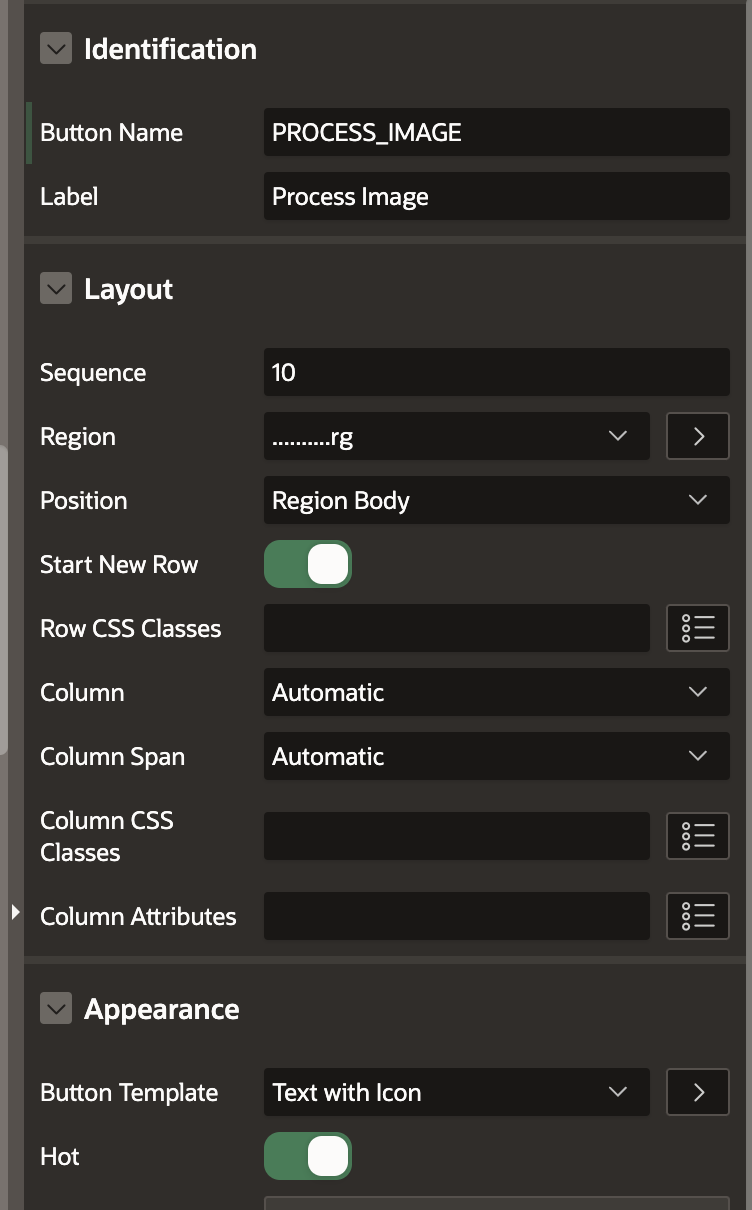 Identification
Button Name PROCESS_IMAGE
Label Process Image
Layout
Sequence 10
Region ..........rg
Position Region Body
Start New Row
Row CSS Classes
Column Automatic
Column Span Automatic
Column CSS
Classes
Column Attributes
Appearance
Button Template Text with Icon
Hot